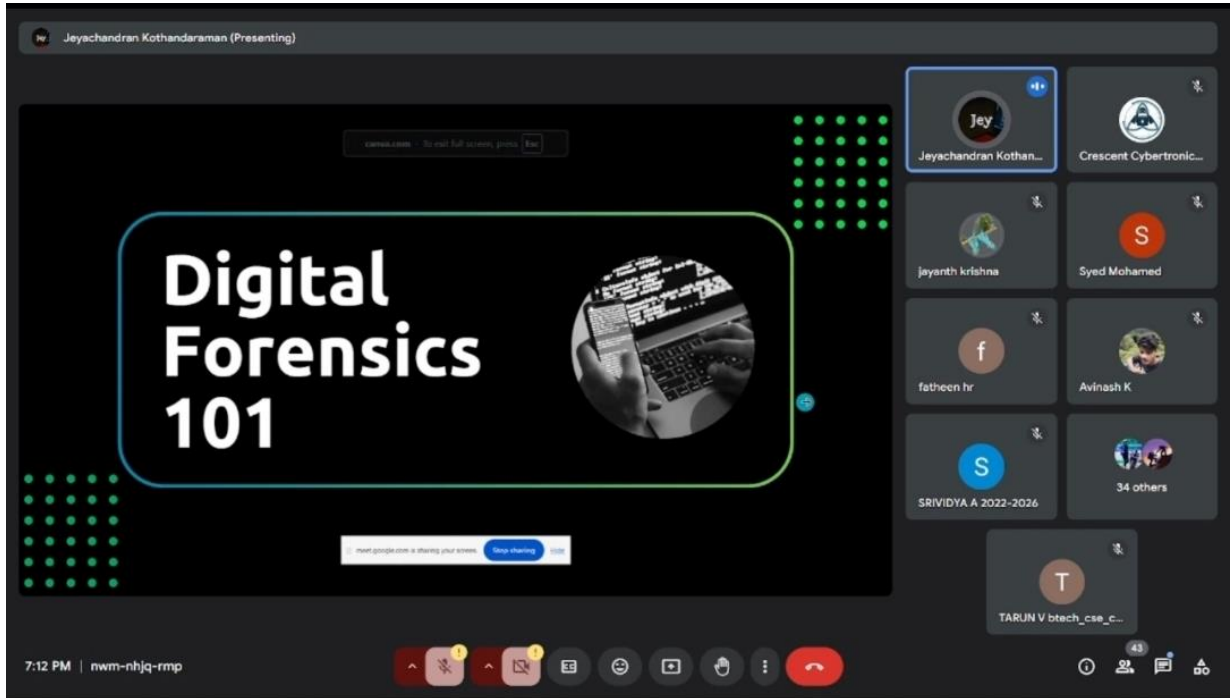 Jeyachandran Kothandaraman (Presenting)
canva.com - To exit full screen, press Esc
Digital
Forensics
101
meet.google.com is sharing your screen. Stop sharing Hide
Jey
Jeyachandran Kothan...
Crescent Cybertronic...
jayanth krishna
S
Syed Mohamed
f
fatheen hr
Avinash K
S
SRIVIDYA A 2022-2026
34 others
T
TARUN V btech_cse_c...
7:12 PM | nwm-nhjq-rmp
43